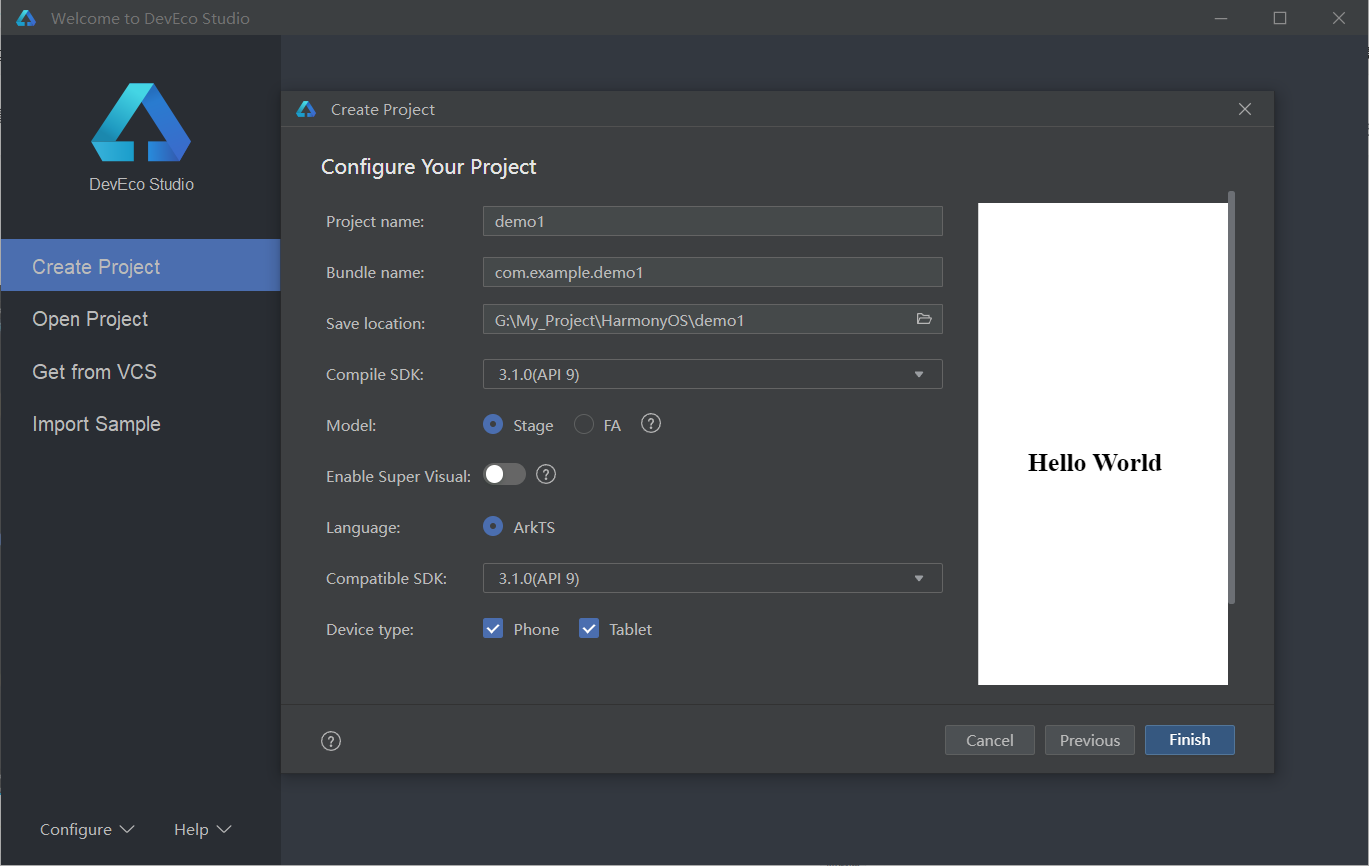 Welcome to DevEco Studio
DevEco Studio
Create Project
Open Project
Get from VCS
Import Sample
Configure
Help
Create Project
Configure Your Project
Project name: demo1
Bundle name: com.example.demo1
Save location: G:\My_Project\HarmonyOS\demo1
Compile SDK: 3.1.0(API 9)
Model: Stage FA ?
Enable Super Visual: ?
Language: ArkTS
Compatible SDK: 3.1.0(API 9)
Device type: Phone Tablet
Hello World
? Cancel Previous Finish